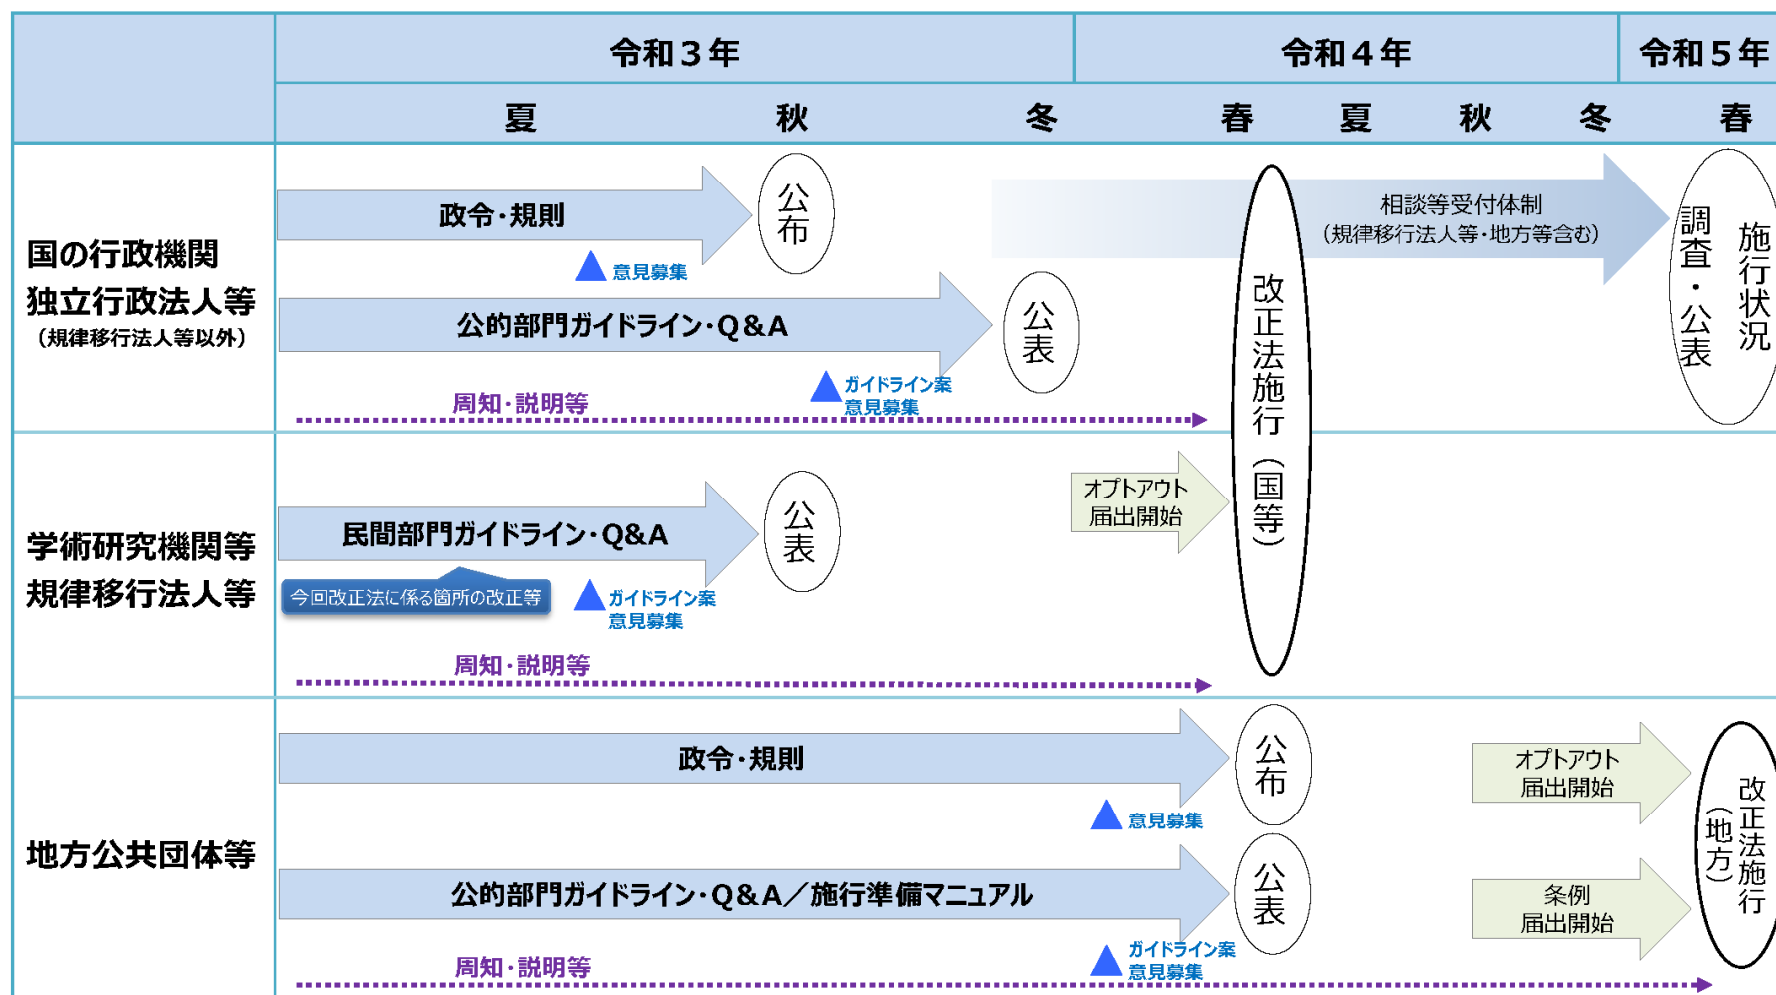 令和３年
令和４年
令和５年
夏
秋
冬
春
夏
秋
冬
春
国の行政機関
独立行政法人等
（規律移行法人等以外）
政令・規則
意見募集
公布
公的部門ガイドライン・Q＆A
ガイドライン案
意見募集
公表
周知・説明等
相談等受付体制
（規律移行法人等・地方等含む）
施行状況
調査・公表
改正法施行（国等）
学術研究機関等
規律移行法人等
民間部門ガイドライン・Q&A
今回改正法に係る箇所の改正等
ガイドライン案
意見募集
公表
オプトアウト
届出開始
周知・説明等
地方公共団体等
政令・規則
意見募集
公布
公的部門ガイドライン・Q＆A／施行準備マニュアル
ガイドライン案
意見募集
公表
周知・説明等
オプトアウト
届出開始
条例
届出開始
改正法施行
（地方）